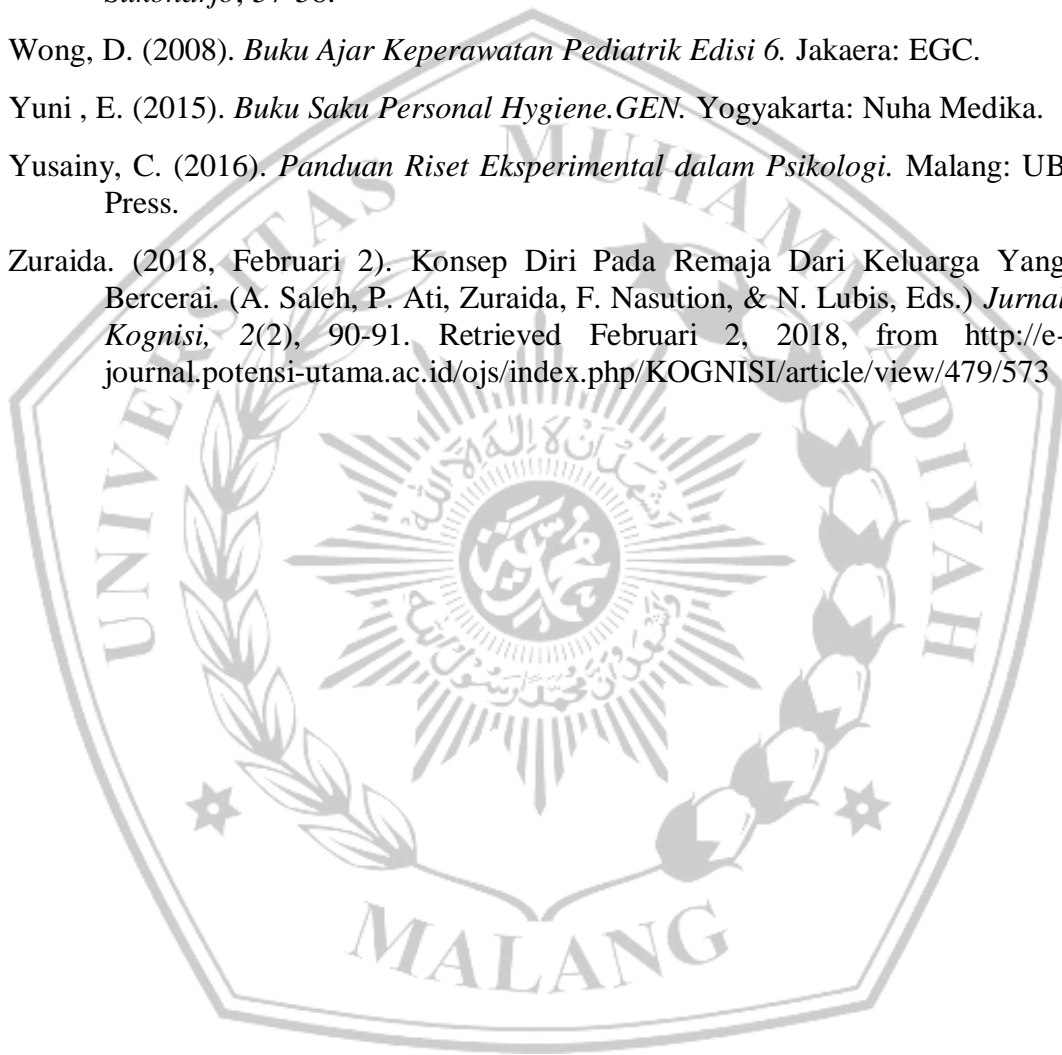 Sukoharjo, 37-38.
Wong, D. (2008). Buku Ajar Keperawatan Pediatrik Edisi 6. Jakaera: EGC.
Yuni , E. (2015). Buku Saku Personal Hygiene.GEN. Yogyakarta: Nuha Medika.
Yusainy, C. (2016). Panduan Riset Eksperimental dalam Psikologi. Malang: UB
Press.
Zuraida. (2018, Februari 2). Konsep Diri Pada Remaja Dari Keluarga Yang
Bercerai. (A. Saleh, P. Ati, Zuraida, F. Nasution, & N. Lubis, Eds.) Jurnal
Kognisi, 2(2), 90-91. Retrieved Februari 2, 2018, from http://e-
journal.potensi-utama.ac.id/ojs/index.php/KOGNISI/article/view/479/573
UNIVERSITAS MUHAMMADIYAH
MALANG